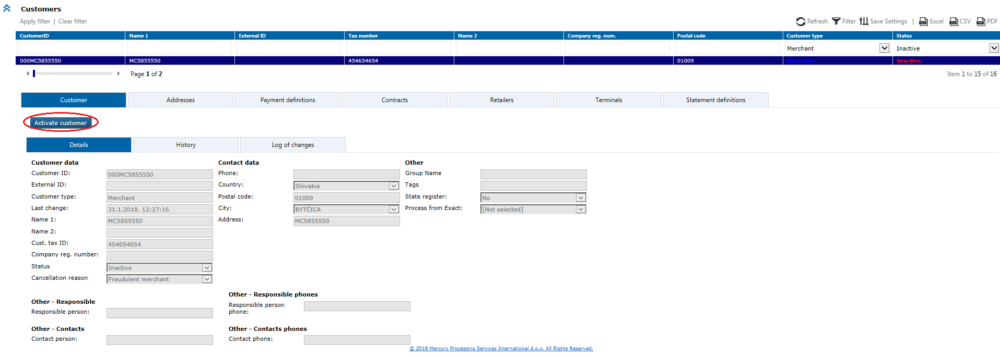 Customers
Apply filter | Clear filter
Refresh Filter Save Settings | Excel CSV PDF
CustomerID Name 1 External ID Tax number Name 2 Company reg. num. Postal code Customer type Status
Merchant Inactive
000MC5855550 MC5855550 454654654 01009 Merchant Inactive
Page 1 of 2 Item 1 to 15 of 16
Customer Addresses Payment definitions Contracts Retailers Terminals Statement definitions
Activate customer
Details History Log of changes
Customer data Contact data Other
Customer ID: 000MC5855550 Phone: Group Name
External ID: Country: Slovakia Tags
Customer type: Merchant Postal code: 01009 State register: No
Last change: 31.1.2018. 12:27:16 City: BYTČICA Process from Exact: [Not selected]
Name 1: MC5855550 Address: MC5855550
Name 2:
Cust. tax ID: 454654654
Company reg. number:
Status Inactive
Cancellation reason Fraudulent merchant
Other - Responsible Other - Responsible phones
Responsible person: Responsible person
phone:
Other - Contacts Other - Contacts phones
Contact person: Contact phone:
© 2018 Mercury Processing Services International d.o.o. All Rights Reserved.